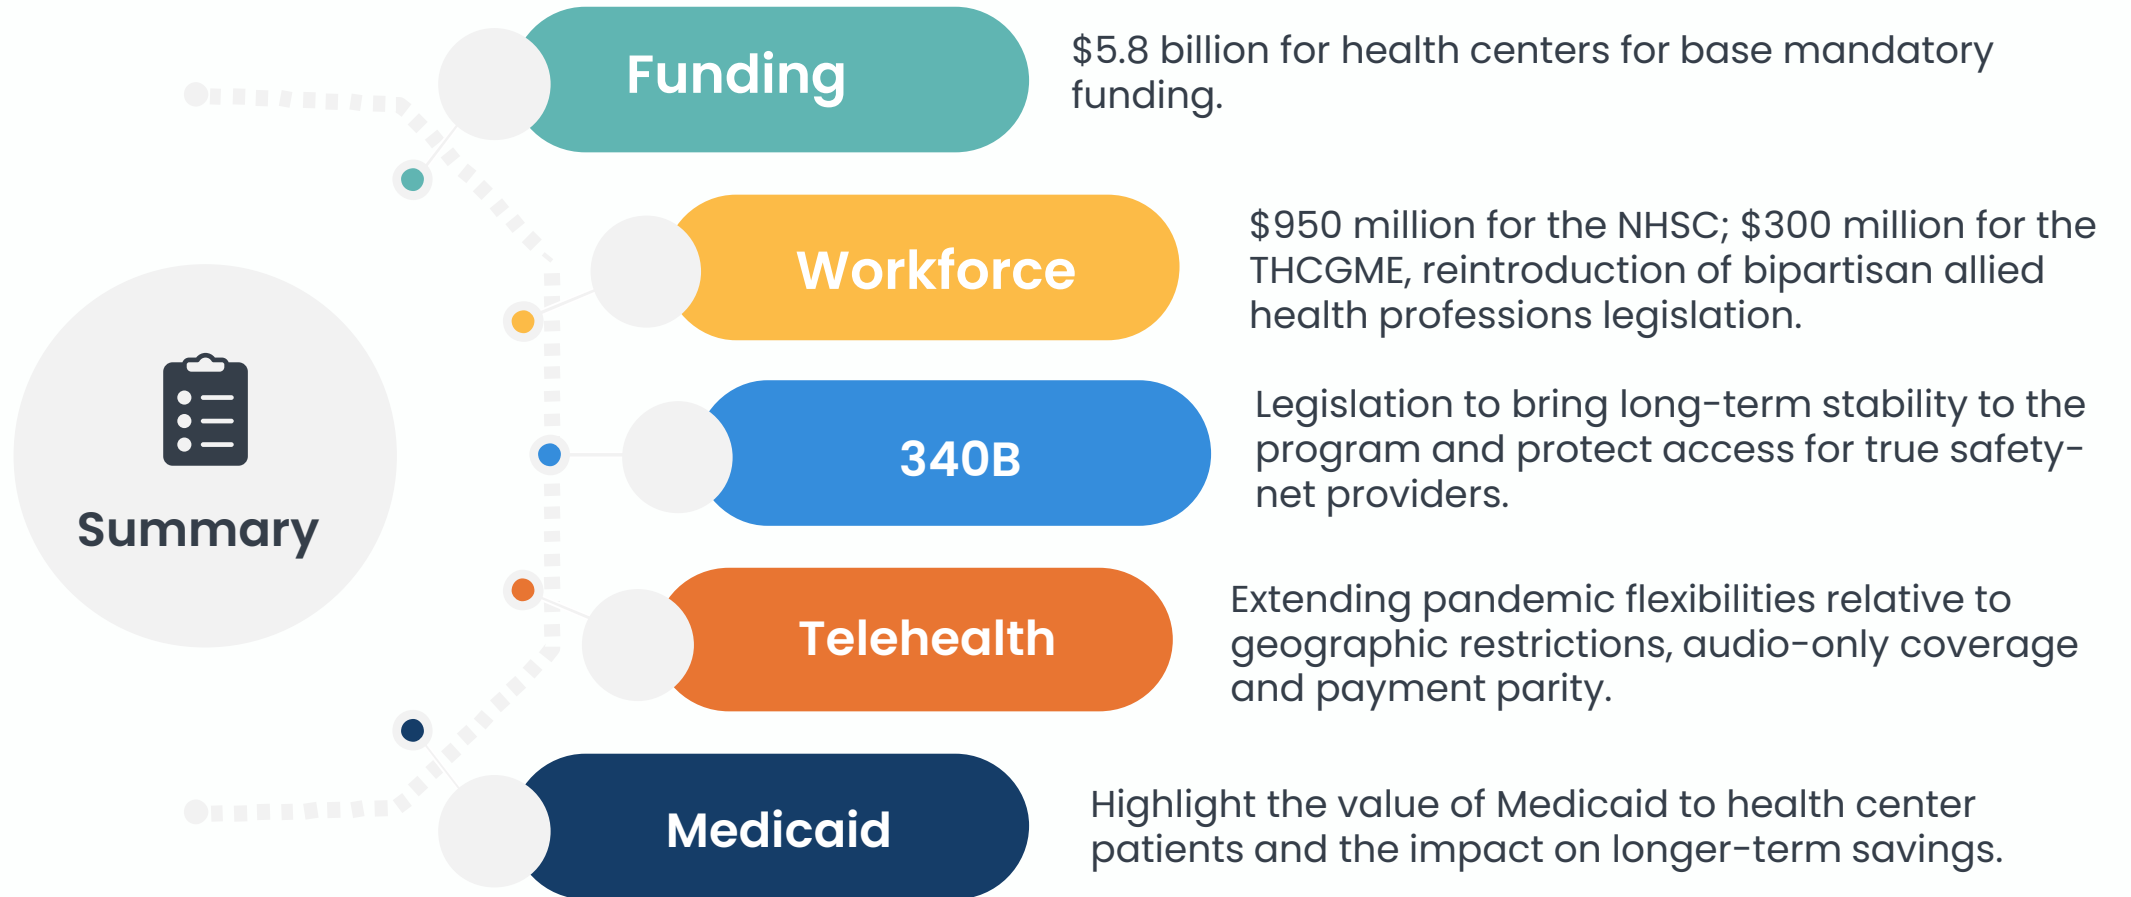 Funding
$5.8 billion for health centers for base mandatory
funding.
Workforce
$950 million for the NHSC; $300 million for the
THCGME, reintroduction of bipartisan allied
health professions legislation.
Summary
340B
Legislation to bring long-term stability to the
program and protect access for true safety-
net providers.
Telehealth
Extending pandemic flexibilities relative to
geographic restrictions, audio-only coverage
and payment parity.
Medicaid
Highlight the value of Medicaid to health center
patients and the impact on longer-term savings.